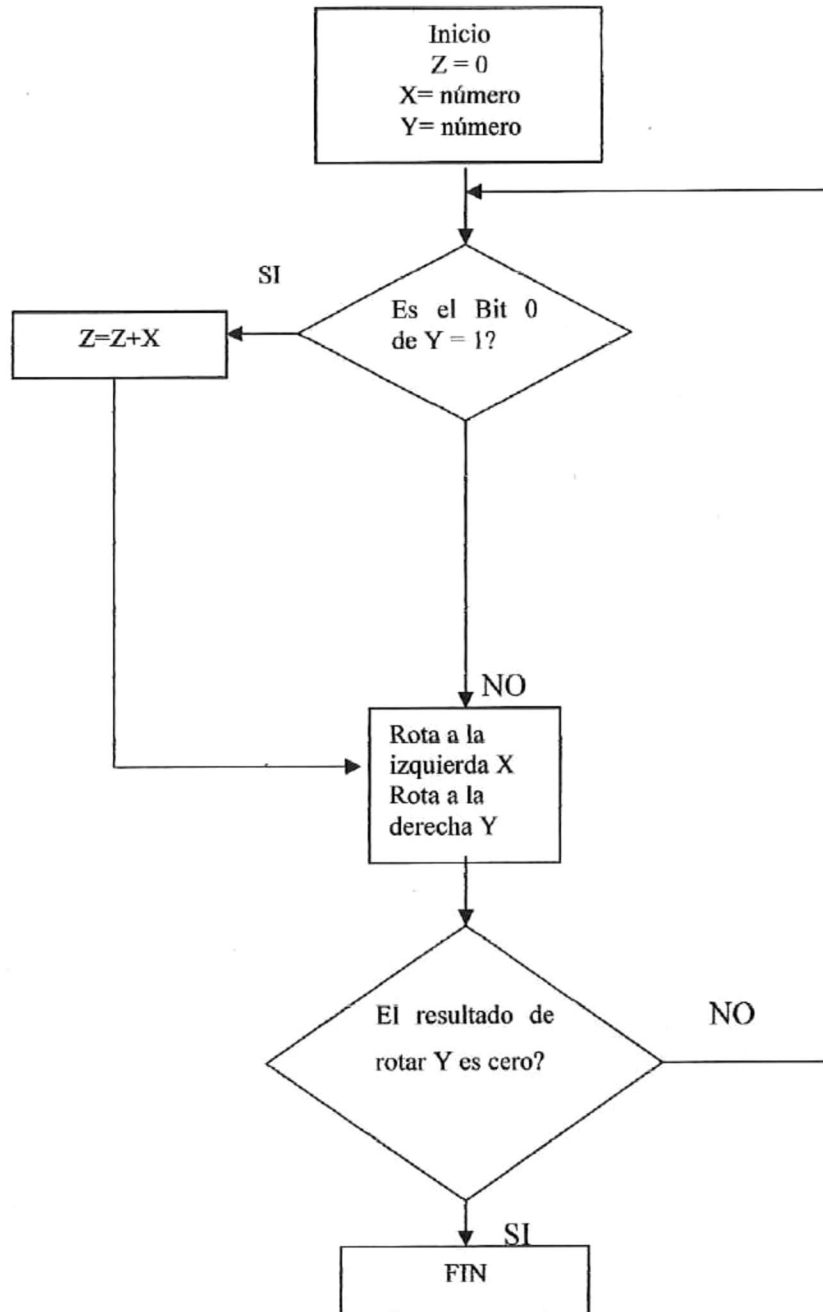 Inicio
Z = 0
X= número
Y= número
SI
Es el Bit 0
de Y = 1?
Z=Z+X
NO
Rota a la
izquierda X
Rota a la
derecha Y
El resultado de
rotar Y es cero?
NO
SI
FIN